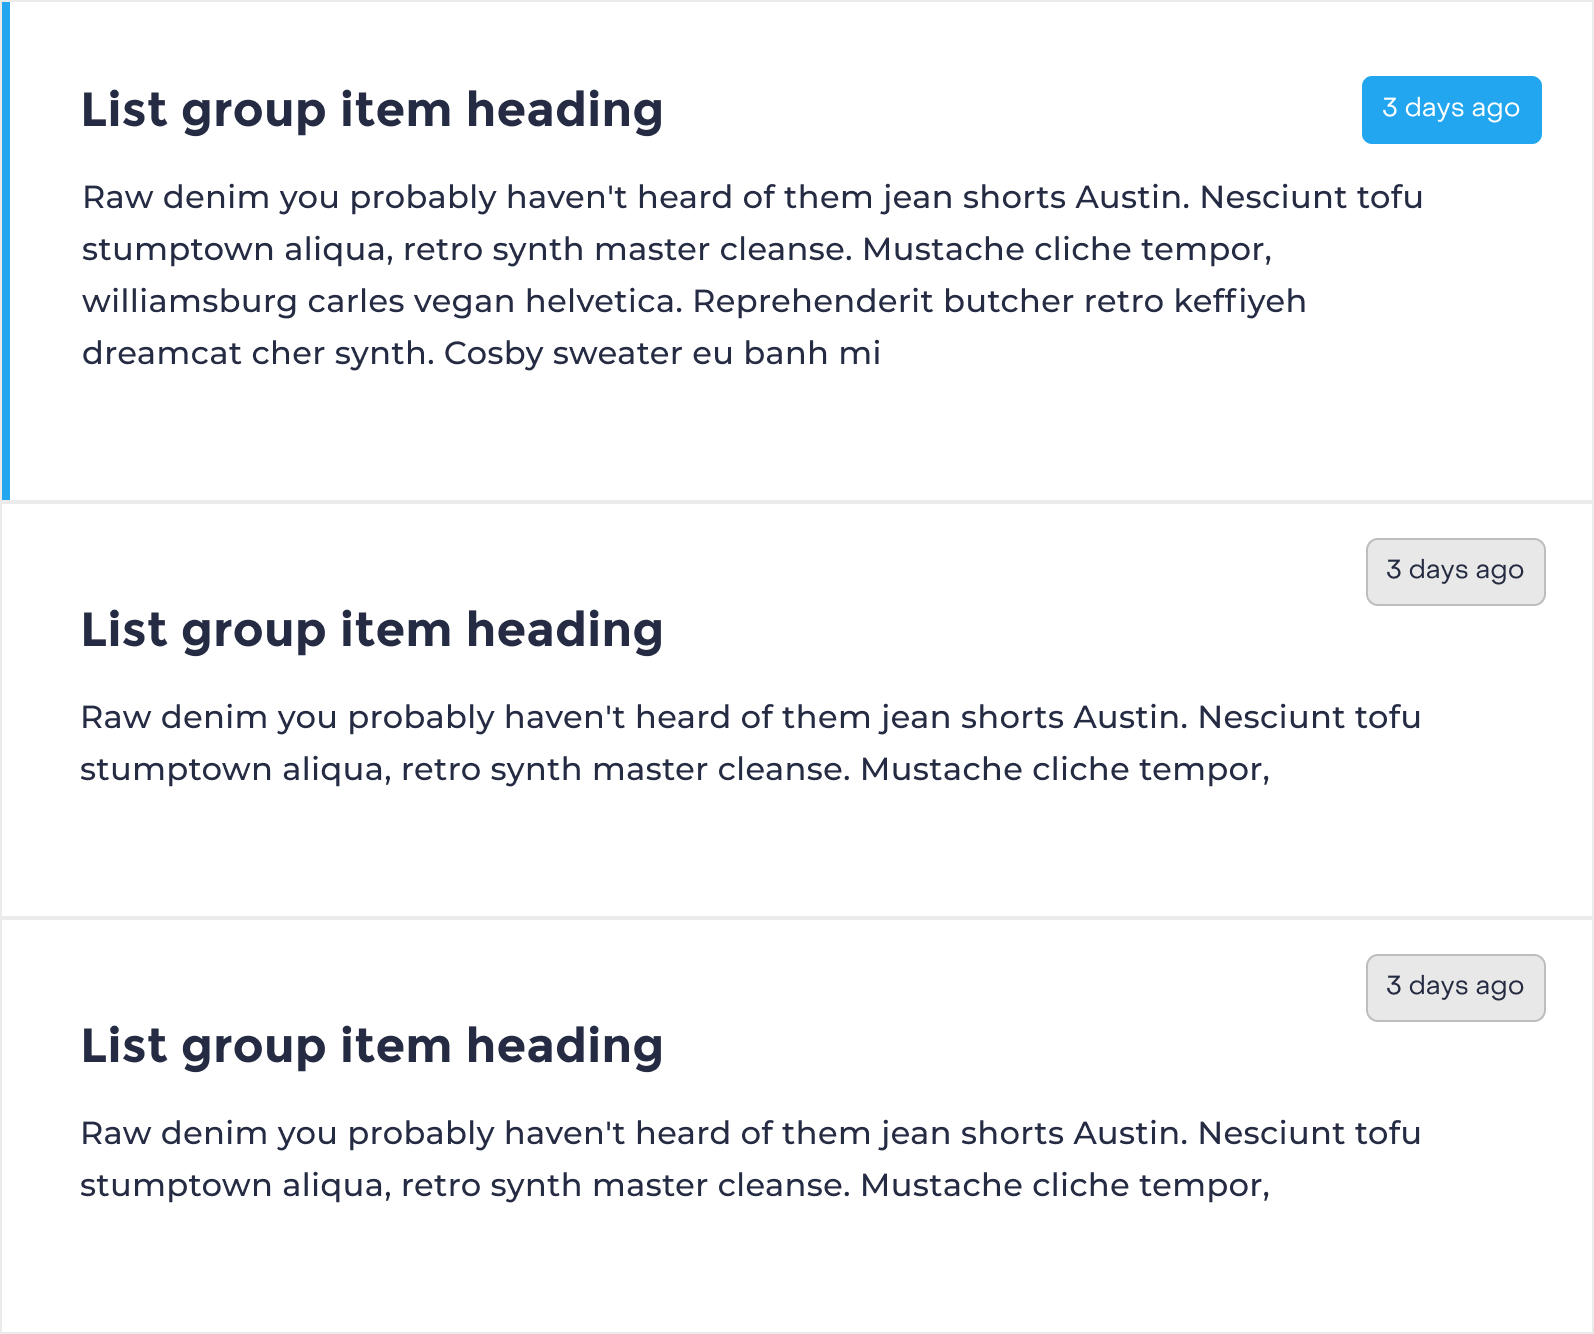 List group item heading
3 days ago
Raw denim you probably haven't heard of them jean shorts Austin. Nesciunt tofu
stumptown aliqua, retro synth master cleanse. Mustache cliche tempor,
williamsburg carles vegan helvetica. Reprehenderit butcher retro keffiyeh
dreamcat cher synth. Cosby sweater eu banh mi
3 days ago
List group item heading
Raw denim you probably haven't heard of them jean shorts Austin. Nesciunt tofu
stumptown aliqua, retro synth master cleanse. Mustache cliche tempor,
3 days ago
List group item heading
Raw denim you probably haven't heard of them jean shorts Austin. Nesciunt tofu
stumptown aliqua, retro synth master cleanse. Mustache cliche tempor,